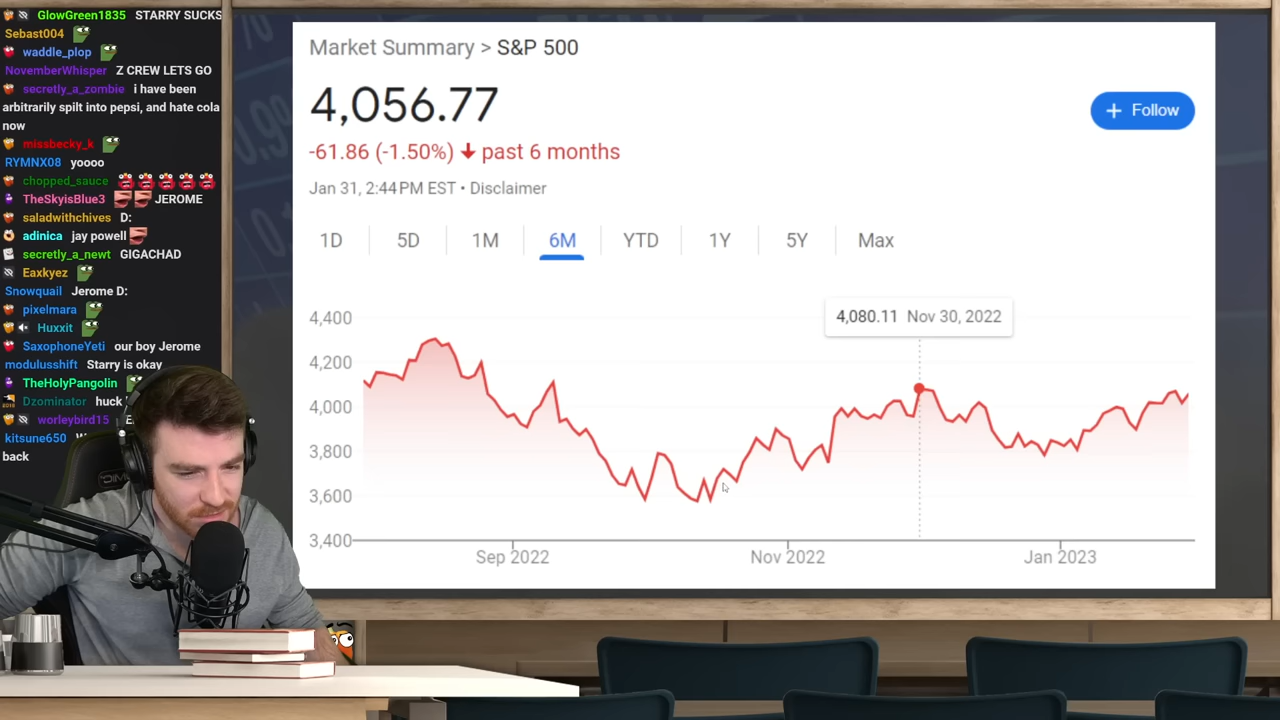 GlowGreen1835 STARRY SUCKS
Sebast004
waddle_plop
NovemberWhisper Z CREW LETS GO
secretly_a_zombie i have been
arbitrarily spilt into pepsi, and hate cola
now
missbecky_k
RYMNX08 yoooo
chopped_sauce
TheSkyisBlue3 JEROME
saladwithchives D:
adinica jay powell
secretly_a_newt GIGACHAD
Eaxkyez
Snowquail Jerome D:
pixelmara
Huxxit
SaxophoneYeti our boy Jerome
modulusshift Starry is okay
TheHolyPangolin
Dzominator huck
worleybird15
kitsune650
back
Market Summary > S&P 500
4,056.77
+ Follow
-61.86 (-1.50%) ↓ past 6 months
Jan 31, 2:44 PM EST • Disclaimer
1D 5D 1M 6M YTD 1Y 5Y Max
4,080.11 Nov 30, 2022
4,400
4,200
4,000
3,800
3,600
3,400
Sep 2022 Nov 2022 Jan 2023